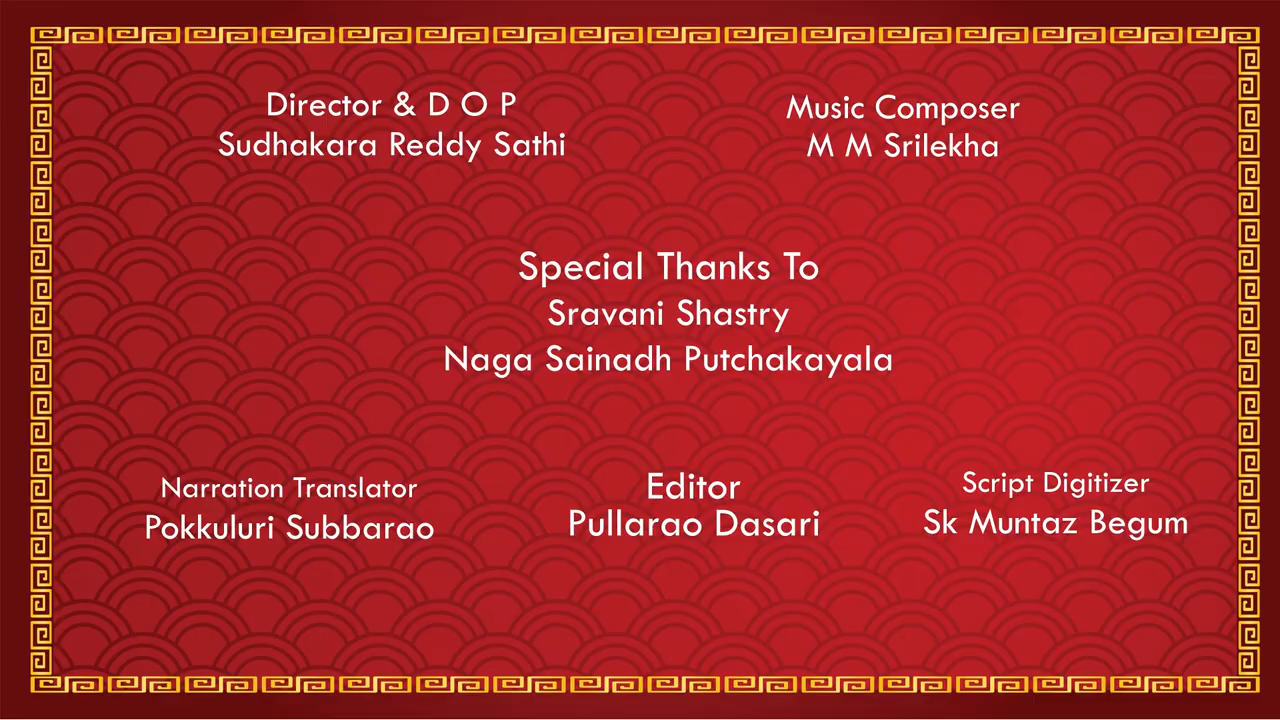 Director & D O P
Sudhakara Reddy Sathi
Music Composer
M M Srilekha
Special Thanks To
Sravani Shastry
Naga Sainadh Putchakayala
Narration Translator
Pokkuluri Subbarao
Editor
Pullarao Dasari
Script Digitizer
Sk Muntaz Begum